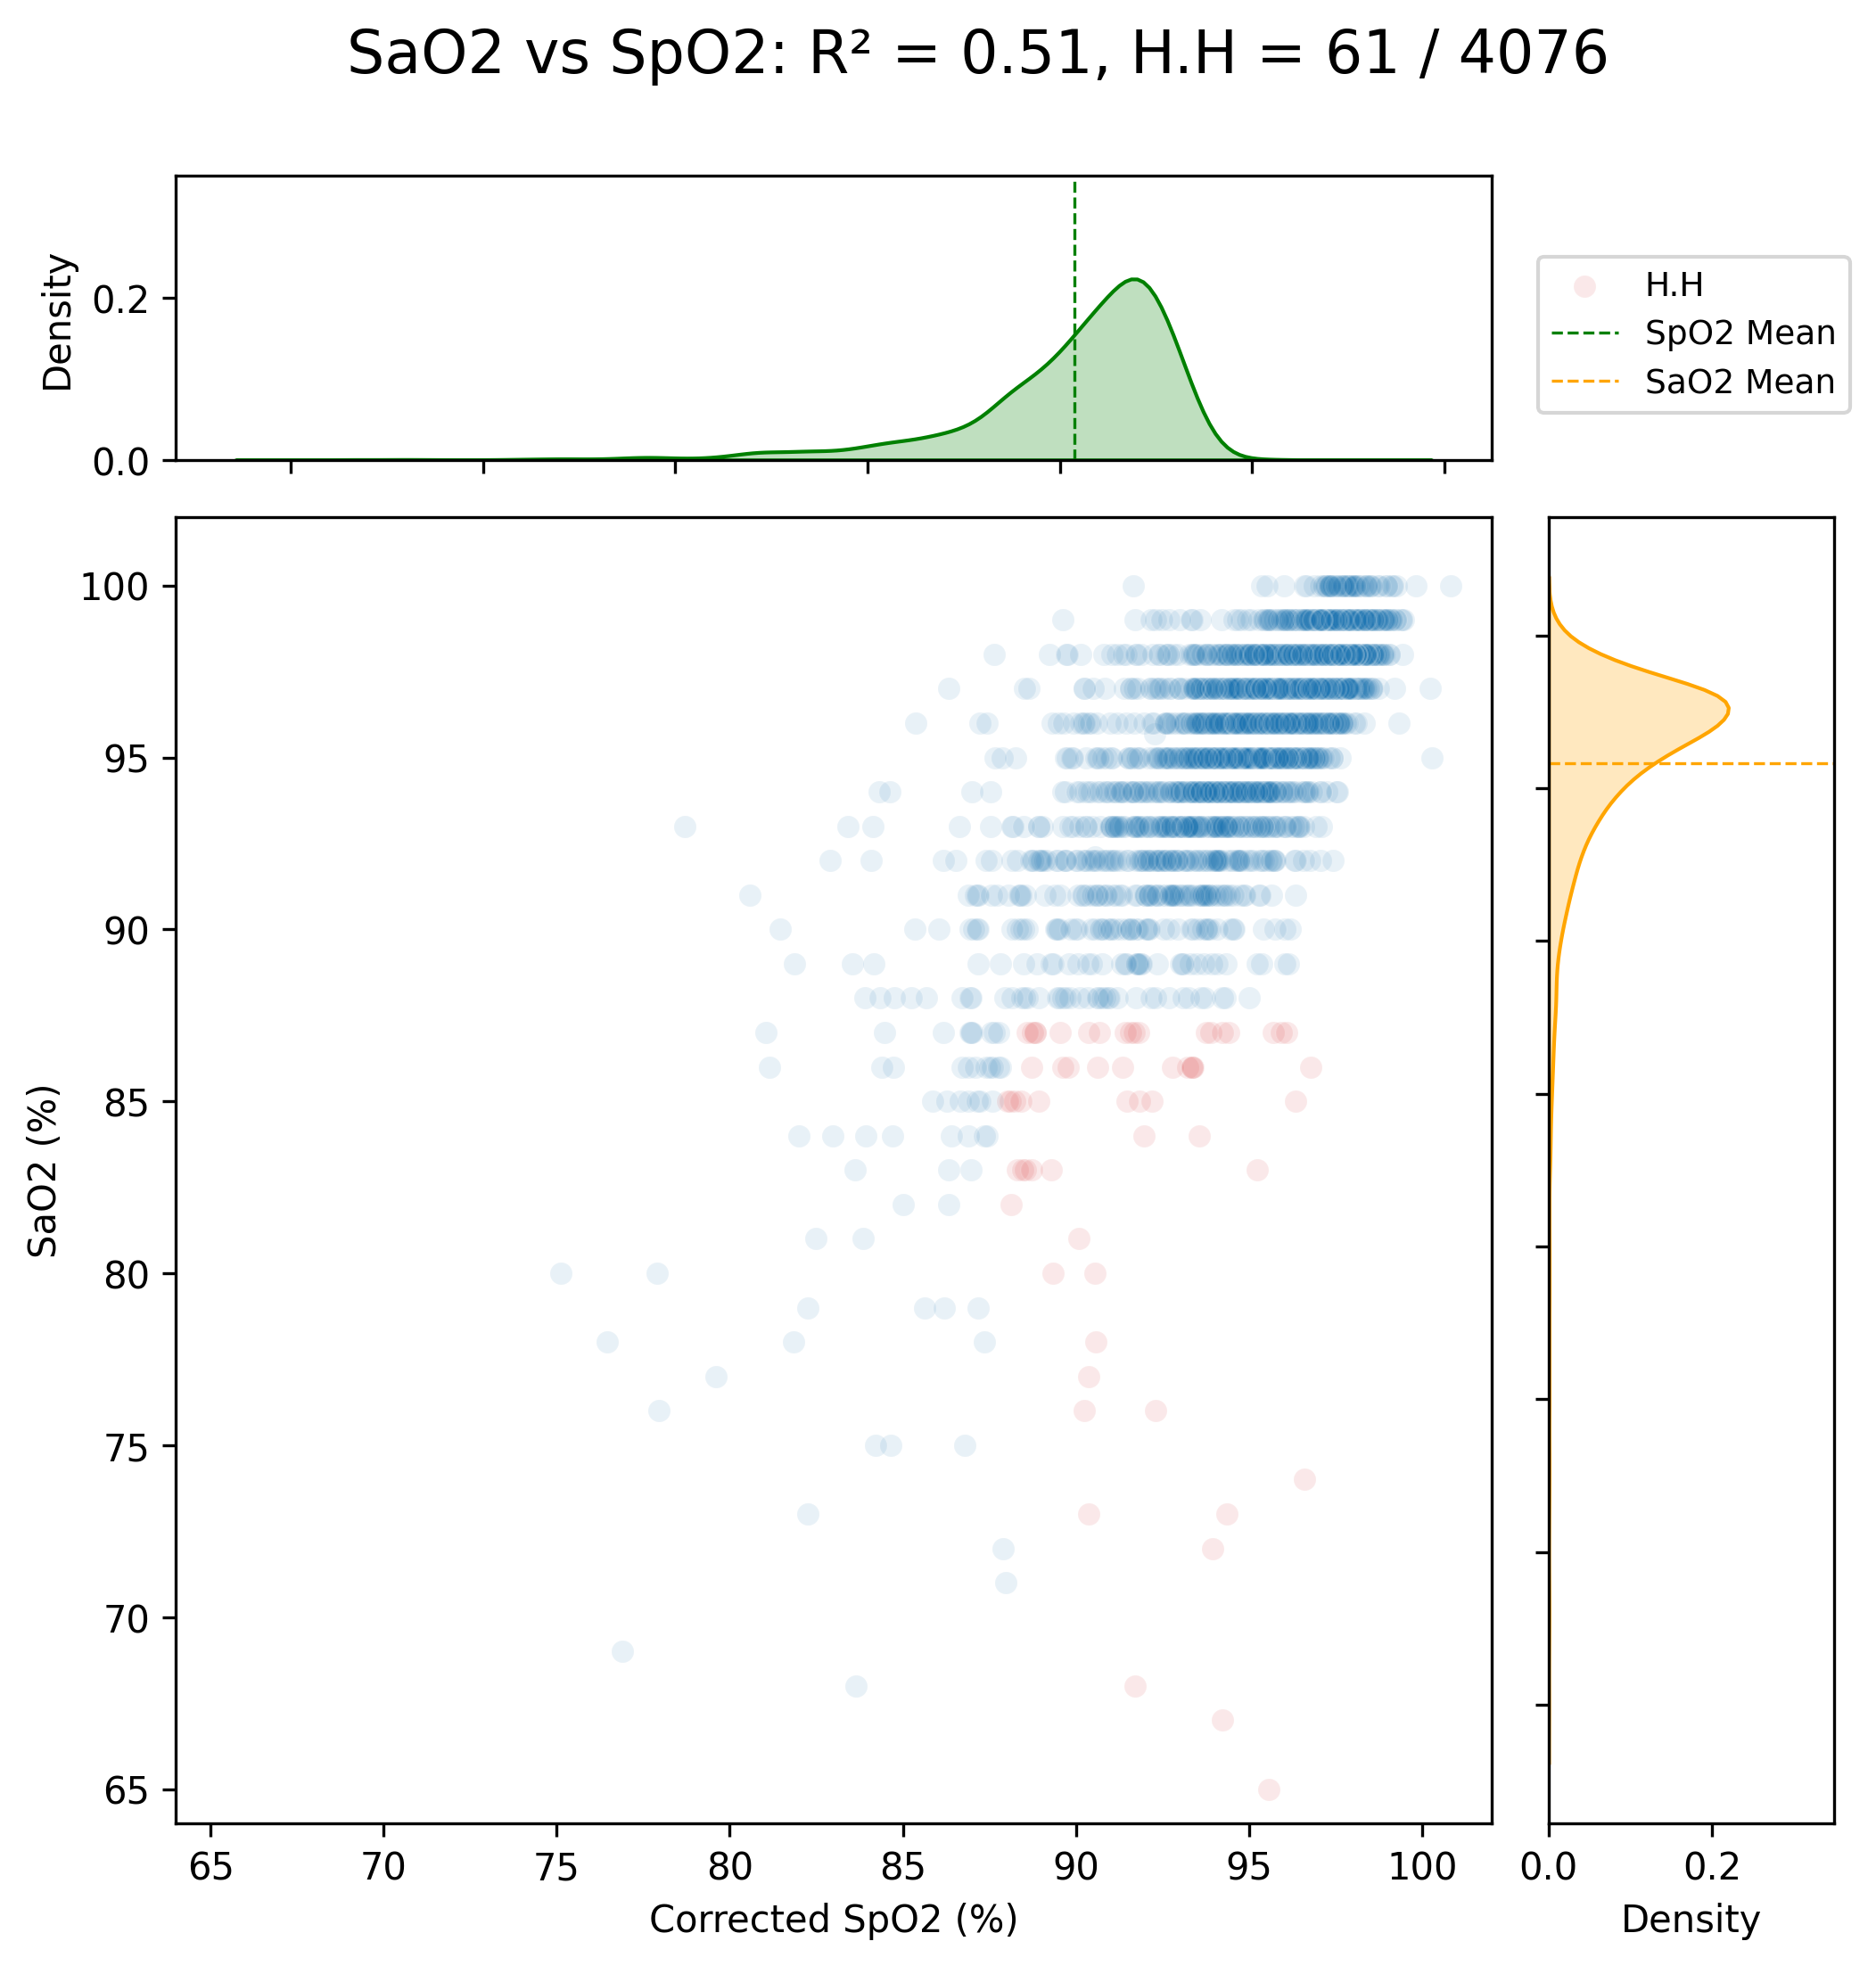 SaO2 vs SpO2: R² = 0.51, H.H = 61 / 4076
Density
0.2
0.0
H.H
SpO2 Mean
SaO2 Mean
SaO2 (%)
100
95
90
85
80
75
70
65
65 70 75 80 85 90 95 100
Corrected SpO2 (%)
0.0 0.2
Density